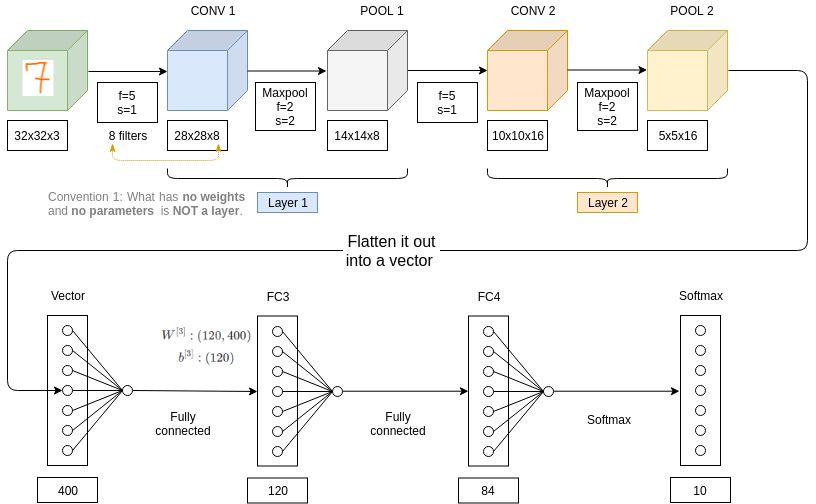 CONV 1
POOL 1
CONV 2
POOL 2
7
f=5
s=1
Maxpool
f=2
s=2
f=5
s=1
Maxpool
f=2
s=2
32x32x3
8 filters
28x28x8
14x14x8
10x10x16
5x5x16
Convention 1: What has no weights
and no parameters is NOT a layer.
Layer 1
Layer 2
Flatten it out
into a vector
Vector
FC3
FC4
Softmax
W[3] : (120, 400)
b[3] : (120)
Fully
connected
Fully
connected
Softmax
400
120
84
10